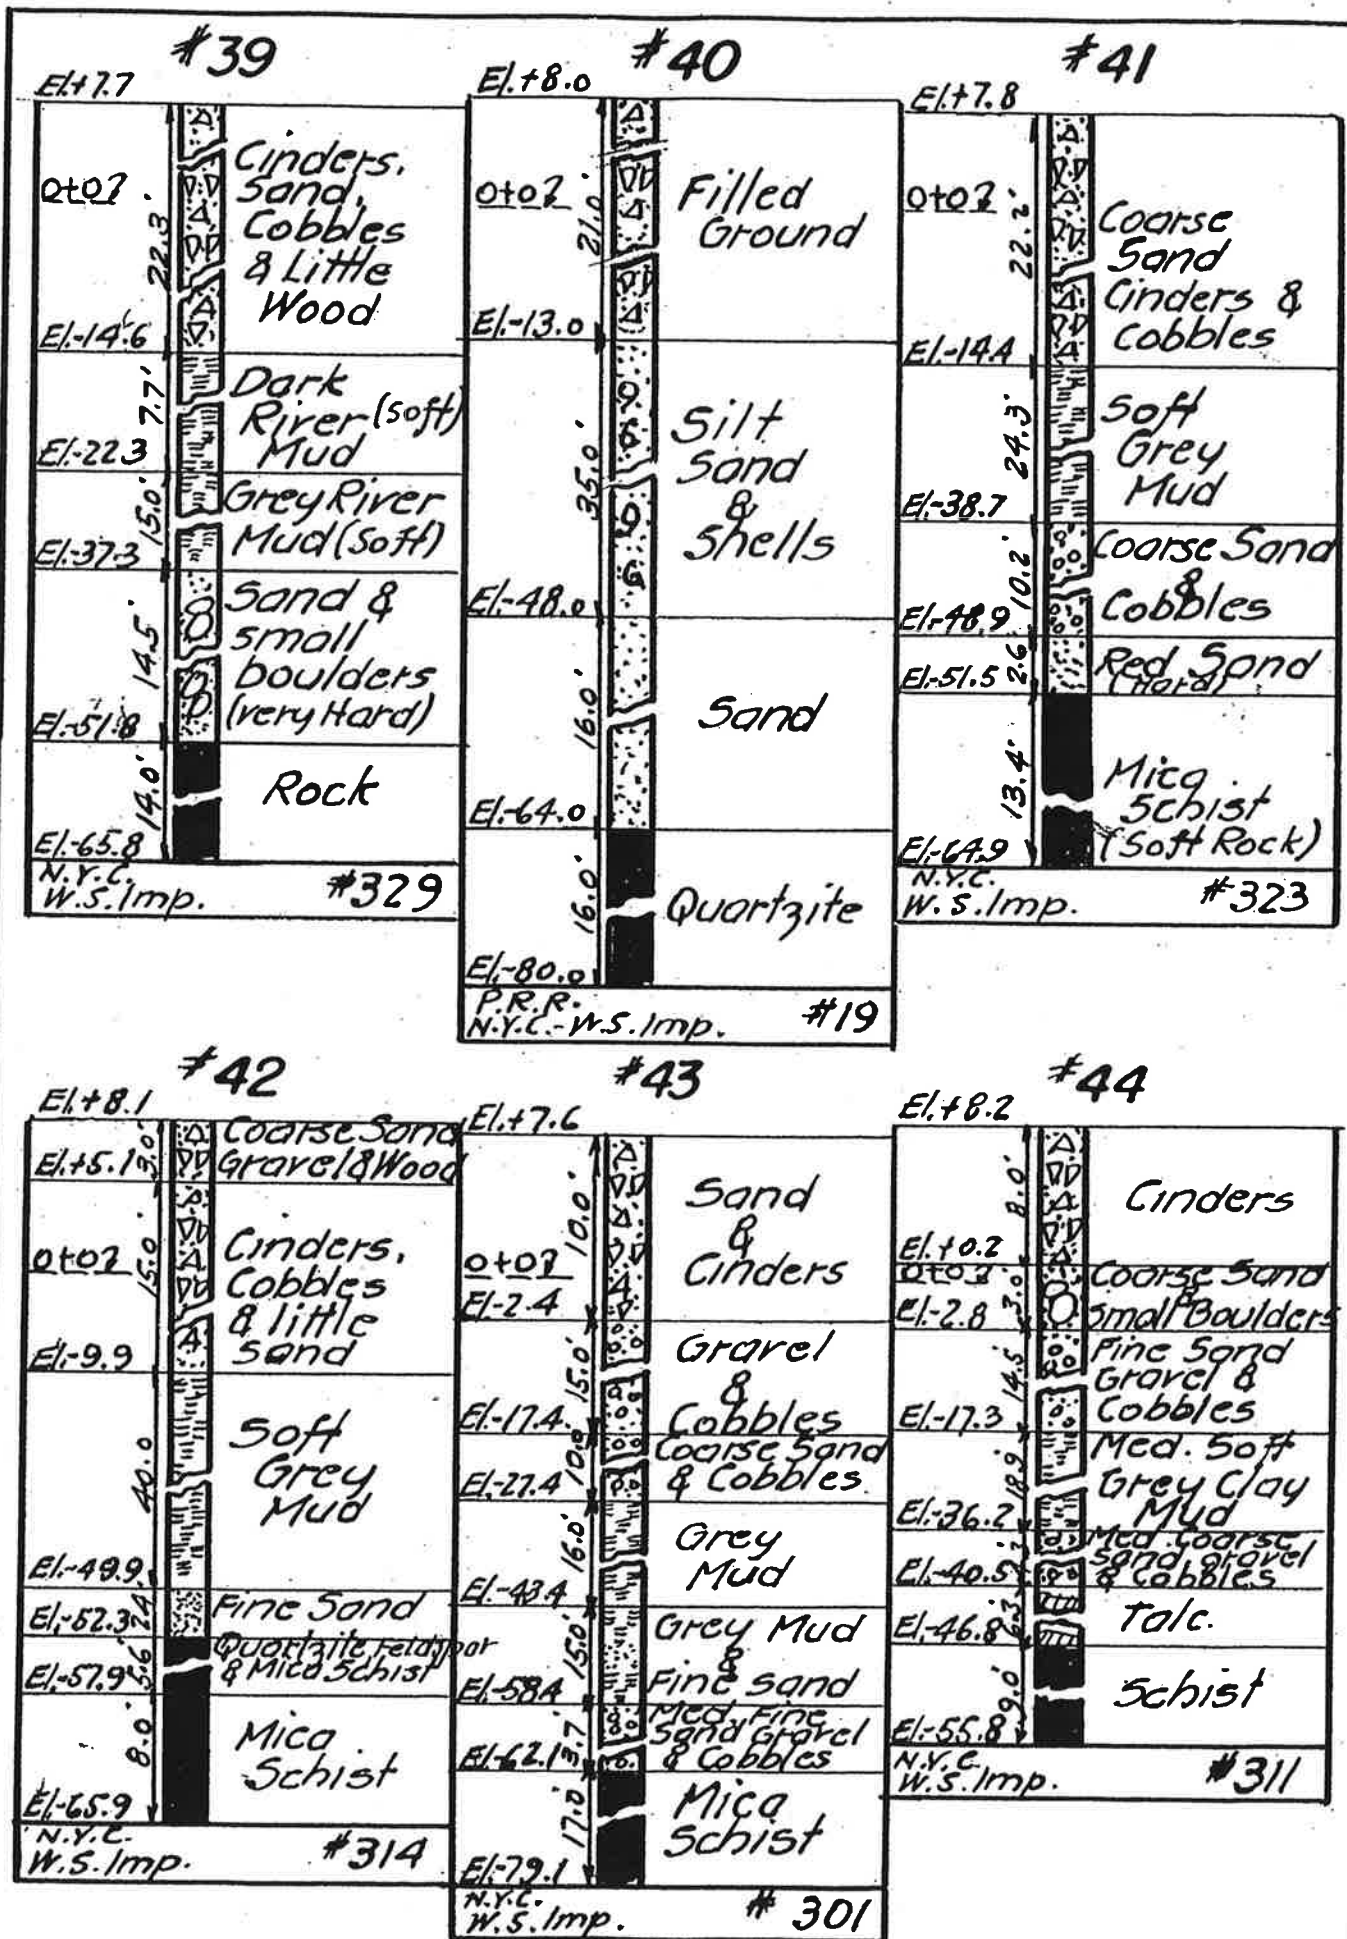 #39
El.+7.7
0+02
22.3'
Cinders,
Sand,
Cobbles
& Little
Wood
El.-14.6
7.7'
Dark
River (Soft)
Mud
El.-22.3
15.0'
Grey River
Mud (Soft)
El.-37.3
14.5'
Sand &
small
boulders
(very Hard)
El.-51.8
14.0'
Rock
El.-65.8
N.Y.C.
W.S.Imp.
#329
#40
El.+8.0
0+02
21.0'
Filled
Ground
El.-13.0
35.0'
Silt
Sand
&
Shells
El.-48.0
16.0'
Sand
El.-64.0
16.0'
Quartzite
El.-80.0
P.R.R.
N.Y.C.-W.S.Imp.
#19
#41
El.+7.8
0+02
22.2'
Coarse
Sand
Cinders &
Cobbles
El.-14.4
24.3'
Soft
Grey
Mud
El.-38.7
10.2'
Coarse Sand
&
Cobbles
El.-48.9
2.6'
Red Sand
(Hard)
El.-51.5
13.4'
Mica
Schist
(Soft Rock)
El.-64.9
N.Y.C.
W.S.Imp.
#323
#42
El.+8.1
3.0'
Coarse Sand
Gravel & Wood
El.+5.1
0+02
15.0'
Cinders,
Cobbles
& little
Sand
El.-9.9
40.0
Soft
Grey
Mud
El.-49.9
2.4'
Fine Sand
El.-52.3
5.6'
Quartzite Feldspar
& Mica Schist
El.-57.9
8.0'
Mica
Schist
El.-65.9
N.Y.C.
W.S.Imp.
#314
#43
El.+7.6
10.0'
Sand
&
Cinders
0+02
El.-2.4
15.0'
Gravel
&
Cobbles
El.-17.4
10.0'
Coarse Sand
& Cobbles
El.-27.4
16.0'
Grey
Mud
El.-43.4
15.0'
Grey Mud
&
Fine Sand
El.-58.4
3.7'
Med. Fine
Sand Gravel
& Cobbles
El.-62.1
17.0'
Mica
Schist
El.-79.1
N.Y.C.
W.S.Imp.
# 301
#44
El.+8.2
8.0'
Cinders
El.+0.2
0+02
3.0'
Coarse Sand
&
Small Boulders
El.-2.8
14.5'
Fine Sand
Gravel &
Cobbles
El.-17.3
18.9'
Med. Soft
Grey Clay
Mud
El.-36.2
Med. Coarse
Sand Gravel
& Cobbles
El.-40.5
6.3'
Talc.
El.-46.8
9.0'
Schist
El.-55.8
N.Y.C.
W.S.Imp.
#311